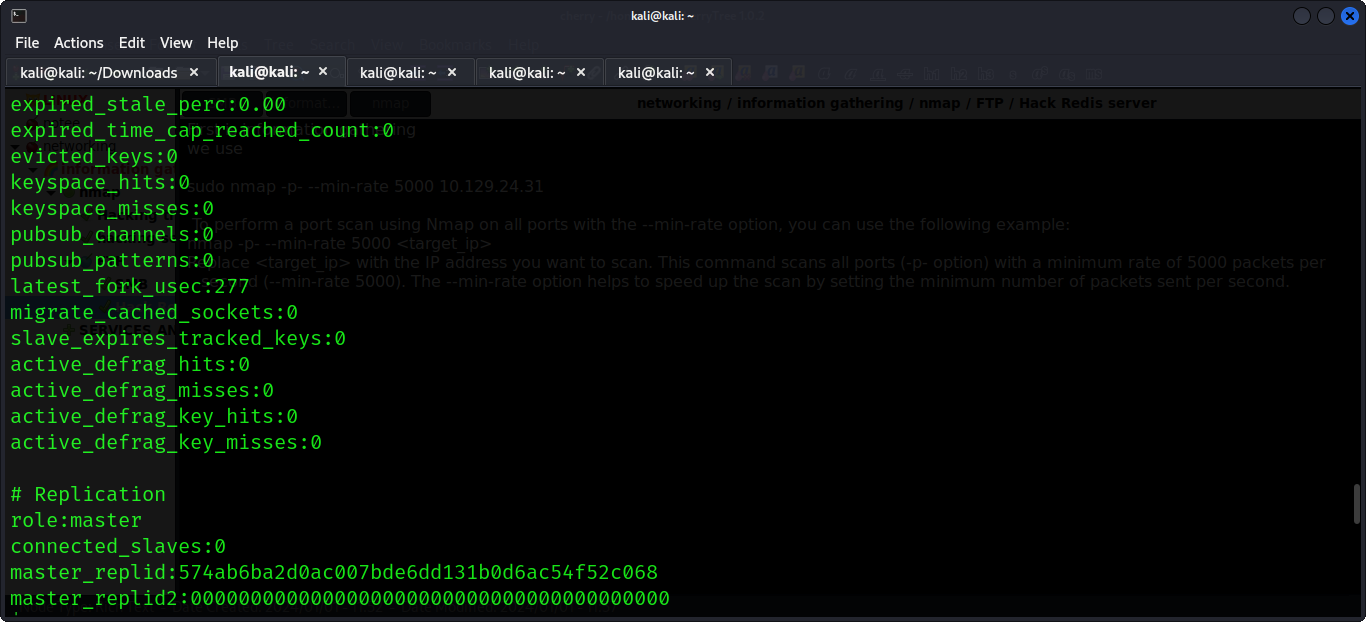 kali@kali: ~
File Actions Edit View Help
kali@kali: ~/Downloads × kali@kali: ~ × kali@kali: ~ × kali@kali: ~ × kali@kali: ~ ×
networking / information gathering / nmap / FTP / Hack Redis server
nmap
we use
sudo nmap -p- --min-rate 5000 10.129.24.31
perform a port scan using Nmap on all ports with the --min-rate option, you can use the following example:
nmap -p- --min-rate 5000 <target_ip>
<target_ip> with the IP address you want to scan. This command scans all ports (-p- option) with a minimum rate of 5000 packets per
(--min-rate 5000). The --min-rate option helps to speed up the scan by setting the minimum number of packets sent per second.
expired_stale_perc:0.00
expired_time_cap_reached_count:0
evicted_keys:0
keyspace_hits:0
keyspace_misses:0
pubsub_channels:0
pubsub_patterns:0
latest_fork_usec:277
migrate_cached_sockets:0
slave_expires_tracked_keys:0
active_defrag_hits:0
active_defrag_misses:0
active_defrag_key_hits:0
active_defrag_key_misses:0
# Replication
role:master
connected_slaves:0
master_replid:574ab6ba2d0ac007bde6dd131b0d6ac54f52c068
master_replid2:0000000000000000000000000000000000000000